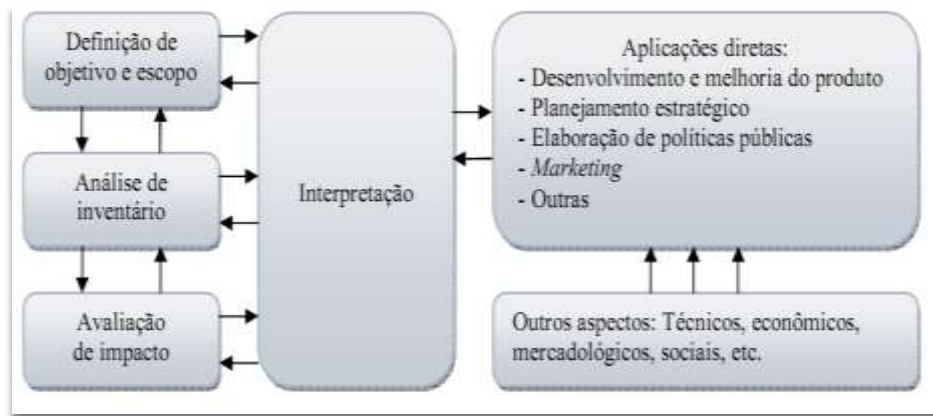 Definição de
objetivo e escopo
Análise de
inventário
Avaliação
de impacto
Interpretação
Aplicações diretas:
- Desenvolvimento e melhoria do produto
- Planejamento estratégico
- Elaboração de políticas públicas
- Marketing
- Outras
Outros aspectos: Técnicos, econômicos,
mercadológicos, sociais, etc.